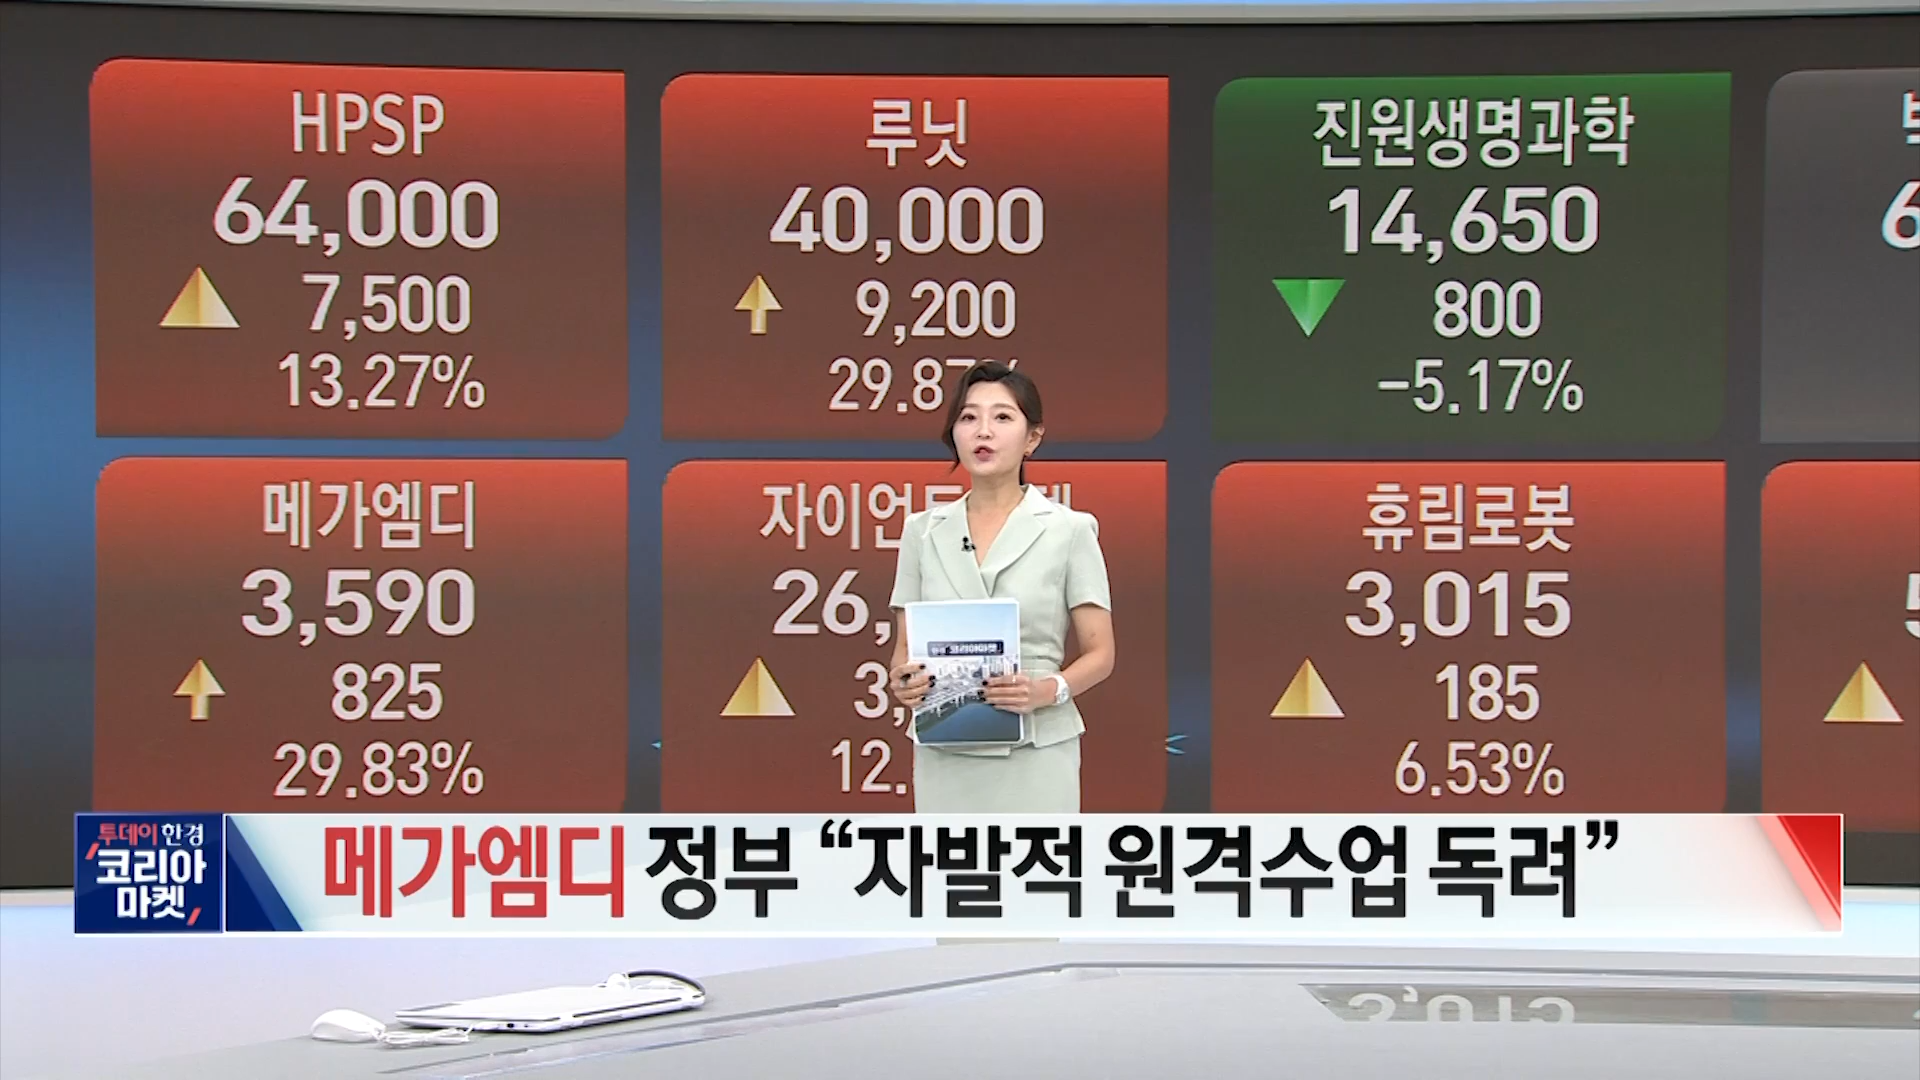 HPSP
64,000
7,500
13.27%
루닛
40,000
9,200
진원생명과학
14,650
800
-5.17%
메가엠디
3,590
825
29.83%
휴림로봇
3,015
185
6.53%
투데이 한경
코리아
마켓
메가엠디 정부 “자발적 원격수업 독려”